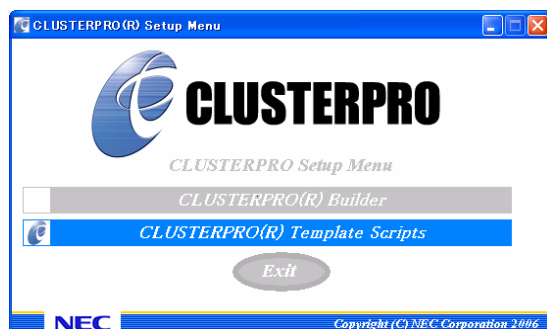 CLUSTERPRO(R) Setup Menu
CLUSTERPRO
CLUSTERPRO Setup Menu
CLUSTERPRO(R) Builder
CLUSTERPRO(R) Template Scripts
Exit
NEC
Copyright (C) NEC Corporation 2006